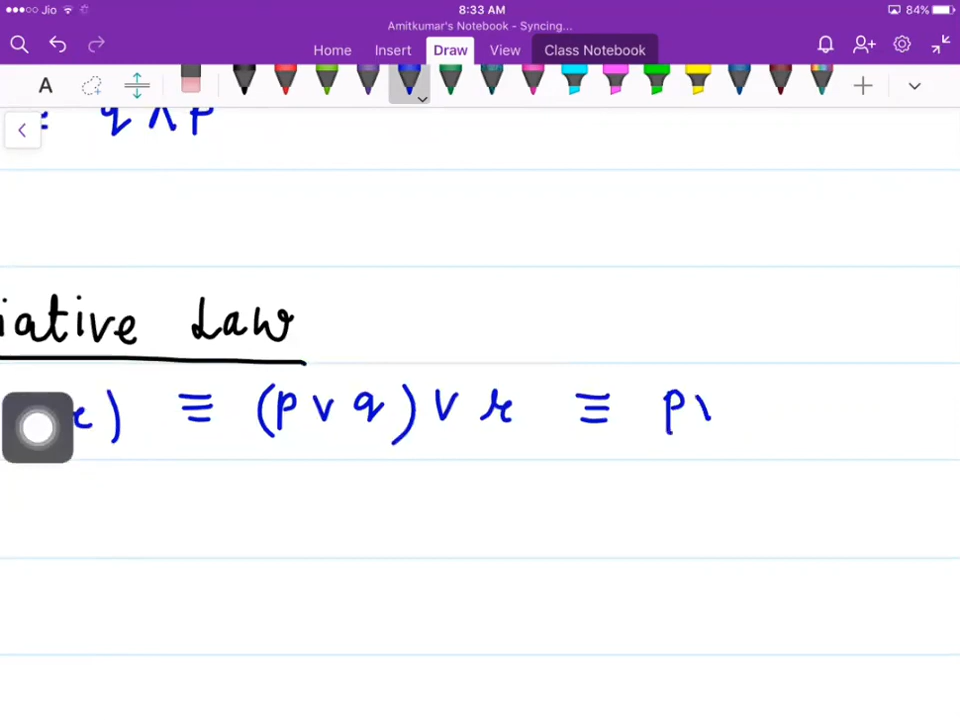 Jio 8:33 AM 84%
Amitkumar's Notebook - Syncing...
Home Insert Draw View Class Notebook
A
≡ q ∧ p
iative Law
r) ≡ (p ∨ q) ∨ r ≡ p \